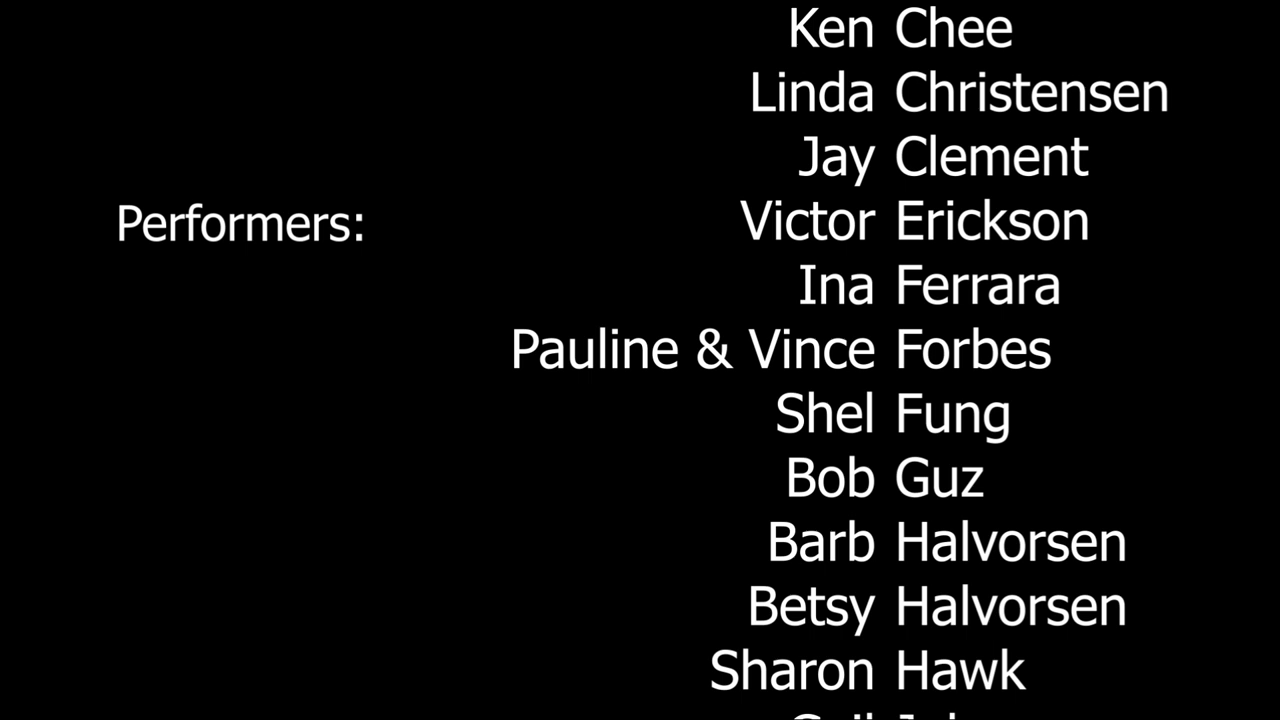 Ken Chee
Linda Christensen
Jay Clement
Performers: Victor Erickson
Ina Ferrara
Pauline & Vince Forbes
Shel Fung
Bob Guz
Barb Halvorsen
Betsy Halvorsen
Sharon Hawk